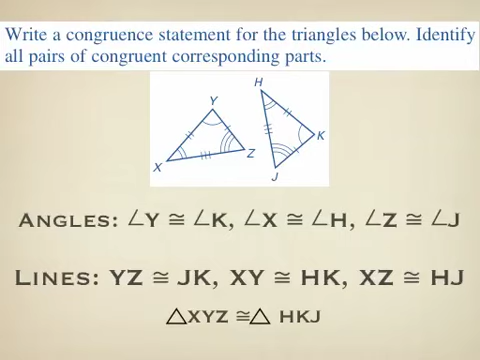 Write a congruence statement for the triangles below. Identify
all pairs of congruent corresponding parts.
H
Y
K
X
Z
J
Angles: ∠Y ≅ ∠K, ∠X ≅ ∠H, ∠Z ≅ ∠J
Lines: YZ ≅ JK, XY ≅ HK, XZ ≅ HJ
△XYZ ≅△ HKJ